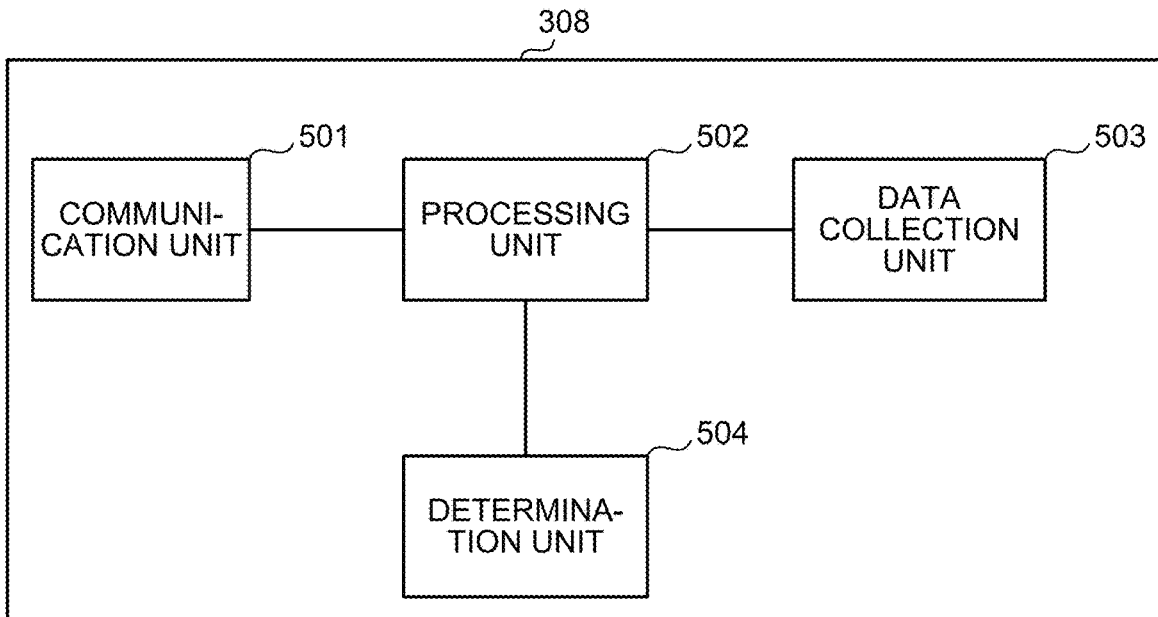 308
501
COMMUNI-
CATION UNIT
502
PROCESSING
UNIT
503
DATA
COLLECTION
UNIT
504
DETERMINA-
TION UNIT